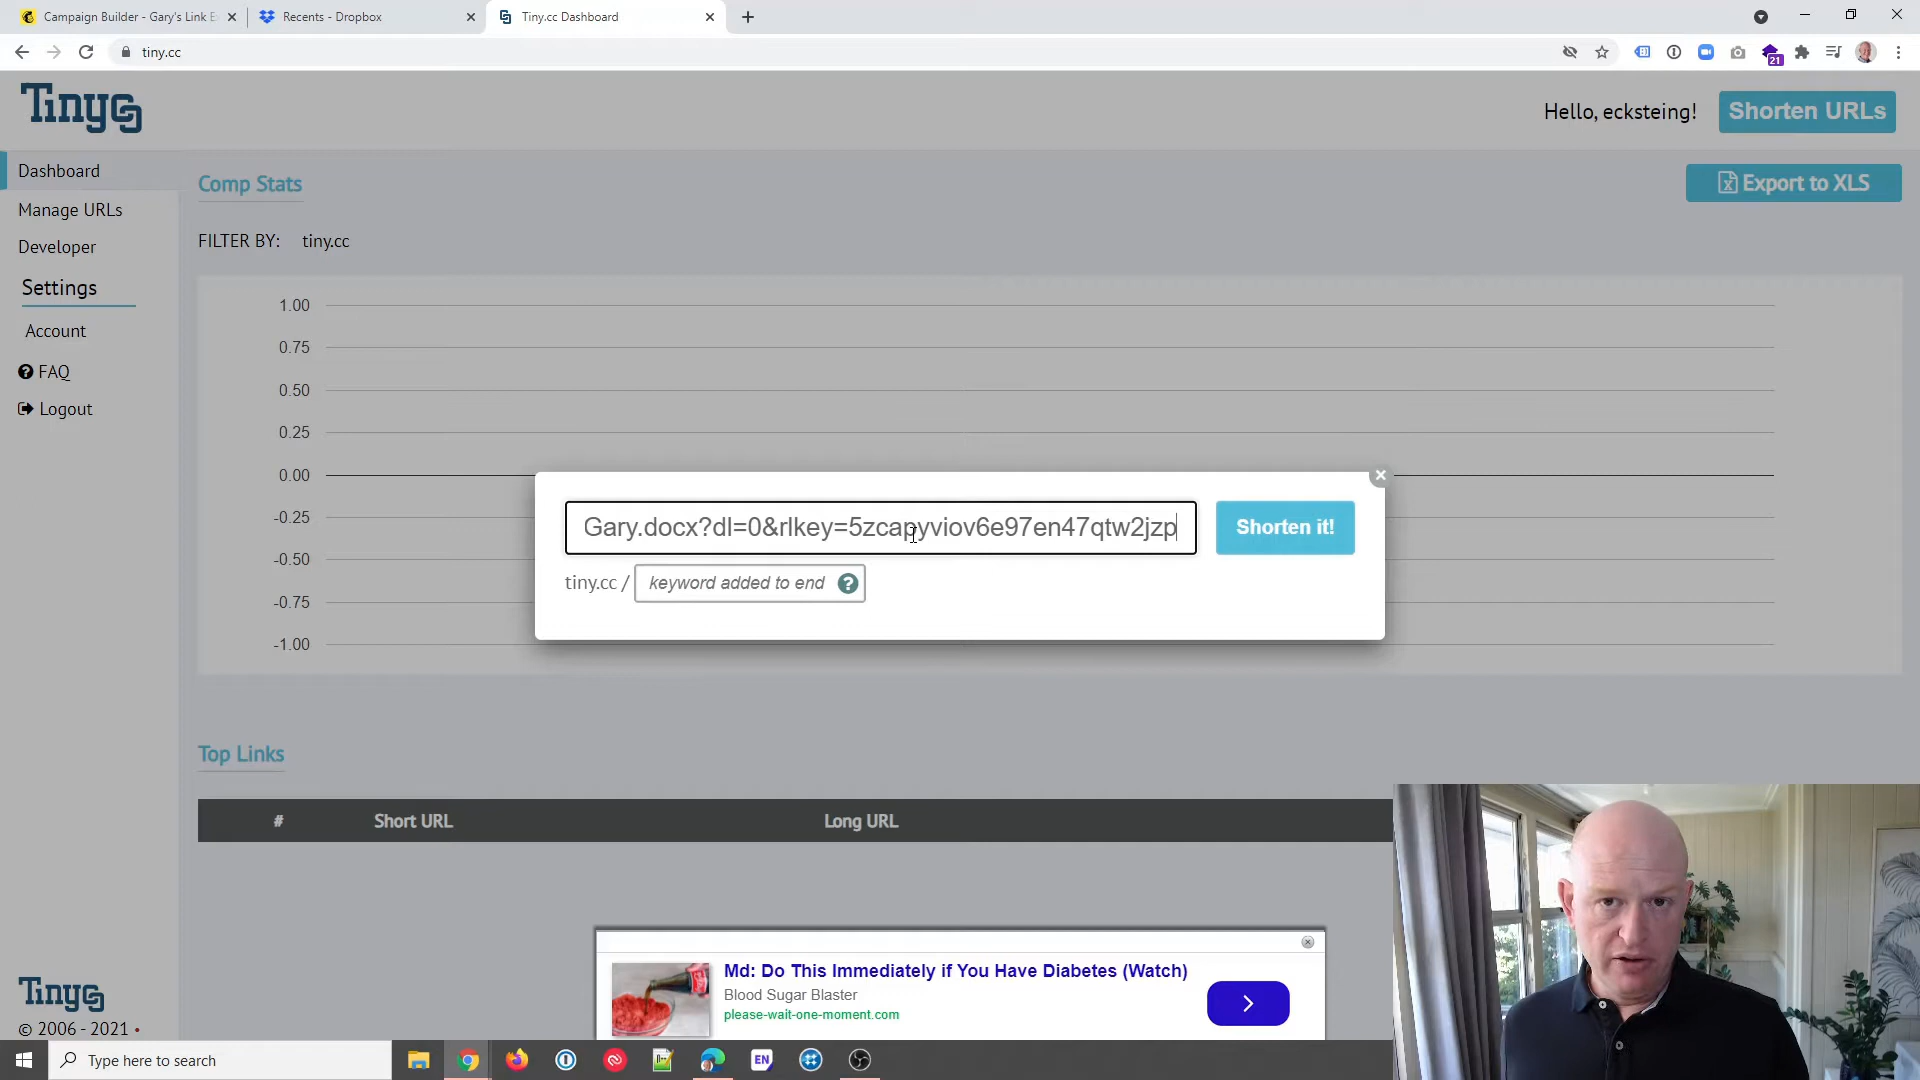 Campaign Builder - Gary's Link E
Recents - Dropbox
Tiny.cc Dashboard
tiny.cc
21
Tinycc
Hello, ecksteing!
Shorten URLs
Dashboard
Manage URLs
Developer
Settings
Account
FAQ
Logout
Comp Stats
Export to XLS
FILTER BY: tiny.cc
1.00
0.75
0.50
0.25
0.00
-0.25
-0.50
-0.75
-1.00
Gary.docx?dl=0&rlkey=5zcapyviov6e97en47qtw2jzp
Shorten it!
tiny.cc / keyword added to end ?
Top Links
# Short URL Long URL
Md: Do This Immediately if You Have Diabetes (Watch)
Blood Sugar Blaster
please-wait-one-moment.com
Tinycc
© 2006 - 2021 •
Type here to search
EN